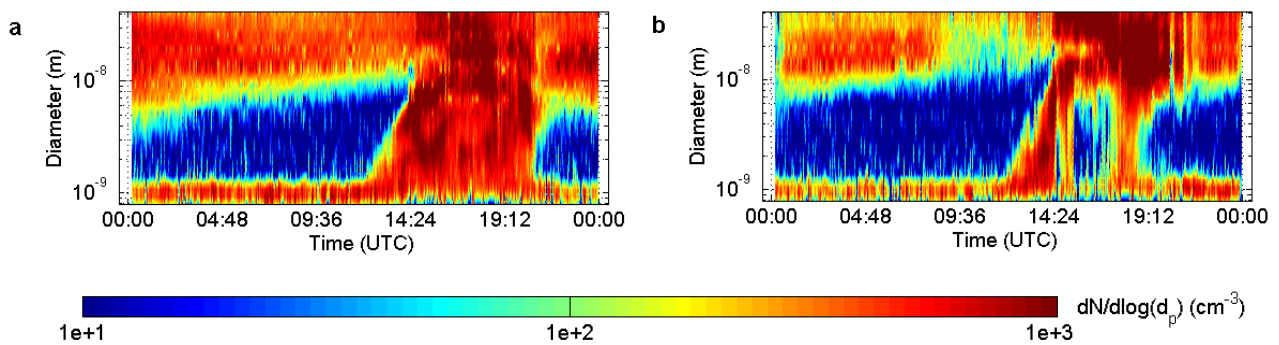 a
Diameter (m)
10⁻⁸
10⁻⁹
00:00 04:48 09:36 14:24 19:12 00:00
Time (UTC)
b
Diameter (m)
10⁻⁸
10⁻⁹
00:00 04:48 09:36 14:24 19:12 00:00
Time (UTC)
dN/dlog(dₚ) (cm⁻³)
1e+1 1e+2 1e+3